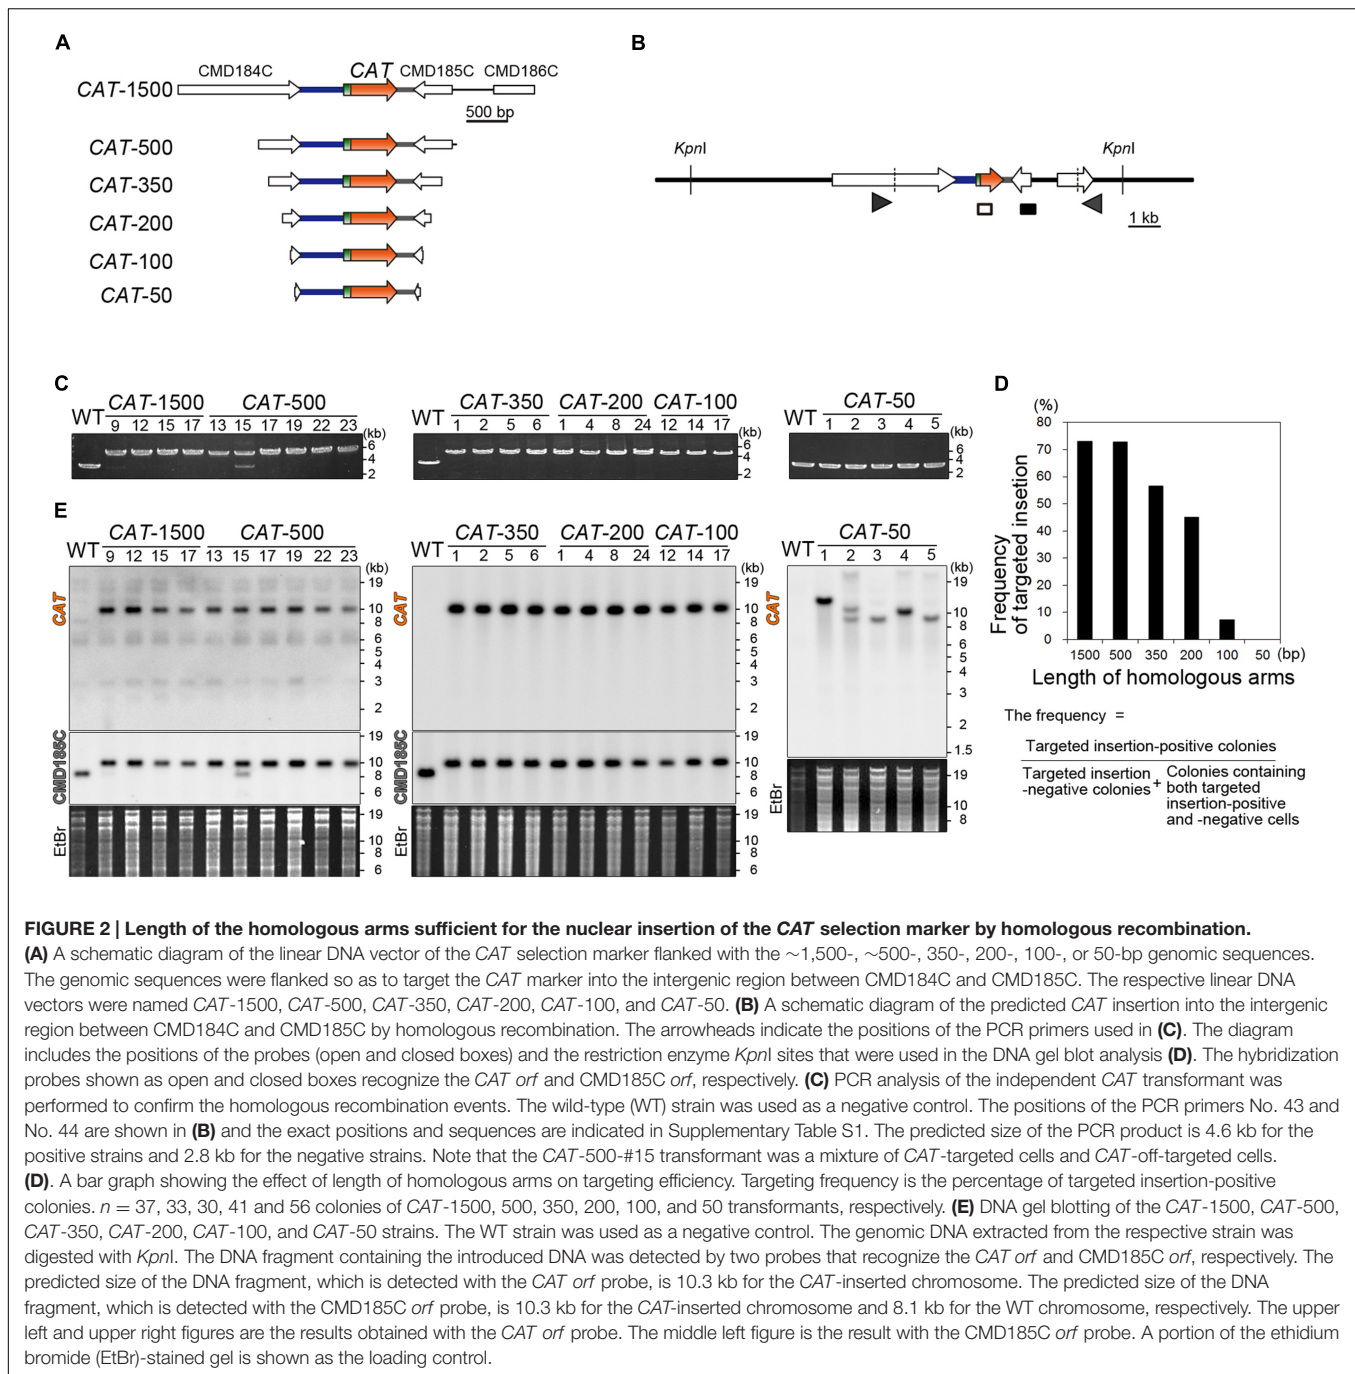 A
B
CMD184C CAT CMD185C CMD186C
CAT-1500
500 bp
CAT-500
CAT-350
CAT-200
CAT-100
CAT-50
KpnI KpnI
1 kb
C
WT CAT-1500 CAT-500
9 12 15 17 13 15 17 19 22 23 (kb)
6
4
2
WT CAT-350 CAT-200 CAT-100
1 2 5 6 1 4 8 24 12 14 17 (kb)
6
4
2
WT CAT-50
1 2 3 4 5 (kb)
6
4
2
D
(%)
80
70
60
50
40
30
20
10
0
Frequency
of targeted insetion
1500 500 350 200 100 50 (bp)
Length of homologous arms
The frequency =
Targeted insertion-positive colonies
Targeted insertion
-negative colonies
+
Colonies containing
both targeted
insertion-positive
and -negative cells
E
WT CAT-1500 CAT-500
9 12 15 17 13 15 17 19 22 23 (kb)
CAT
19
10
8
6
4
3
2
CMD185C
19
10
8
6
EtBr
19
10
8
6
WT CAT-350 CAT-200 CAT-100
1 2 5 6 1 4 8 24 12 14 17 (kb)
CAT
19
10
8
6
5
4
3
2
CMD185C
19
10
8
6
EtBr
19
10
8
6
WT CAT-50
1 2 3 4 5 (kb)
CAT
19
10
8
6
5
4
3
2
1.5
EtBr
19
10
8
FIGURE 2 | Length of the homologous arms sufficient for the nuclear insertion of the CAT selection marker by homologous recombination.
(A) A schematic diagram of the linear DNA vector of the CAT selection marker flanked with the ∼1,500-, ∼500-, 350-, 200-, 100-, or 50-bp genomic sequences.
The genomic sequences were flanked so as to target the CAT marker into the intergenic region between CMD184C and CMD185C. The respective linear DNA
vectors were named CAT-1500, CAT-500, CAT-350, CAT-200, CAT-100, and CAT-50. (B) A schematic diagram of the predicted CAT insertion into the intergenic
region between CMD184C and CMD185C by homologous recombination. The arrowheads indicate the positions of the PCR primers used in (C). The diagram
includes the positions of the probes (open and closed boxes) and the restriction enzyme KpnI sites that were used in the DNA gel blot analysis (D). The hybridization
probes shown as open and closed boxes recognize the CAT orf and CMD185C orf, respectively. (C) PCR analysis of the independent CAT transformant was
performed to confirm the homologous recombination events. The wild-type (WT) strain was used as a negative control. The positions of the PCR primers No. 43 and
No. 44 are shown in (B) and the exact positions and sequences are indicated in Supplementary Table S1. The predicted size of the PCR product is 4.6 kb for the
positive strains and 2.8 kb for the negative strains. Note that the CAT-500-#15 transformant was a mixture of CAT-targeted cells and CAT-off-targeted cells.
(D). A bar graph showing the effect of length of homologous arms on targeting efficiency. Targeting frequency is the percentage of targeted insertion-positive
colonies. n = 37, 33, 30, 41 and 56 colonies of CAT-1500, 500, 350, 200, 100, and 50 transformants, respectively. (E) DNA gel blotting of the CAT-1500, CAT-500,
CAT-350, CAT-200, CAT-100, and CAT-50 strains. The WT strain was used as a negative control. The genomic DNA extracted from the respective strain was
digested with KpnI. The DNA fragment containing the introduced DNA was detected by two probes that recognize the CAT orf and CMD185C orf, respectively. The
predicted size of the DNA fragment, which is detected with the CAT orf probe, is 10.3 kb for the CAT-inserted chromosome. The predicted size of the DNA
fragment, which is detected with the CMD185C orf probe, is 10.3 kb for the CAT-inserted chromosome and 8.1 kb for the WT chromosome, respectively. The upper
left and upper right figures are the results obtained with the CAT orf probe. The middle left figure is the result with the CMD185C orf probe. A portion of the ethidium
bromide (EtBr)-stained gel is shown as the loading control.